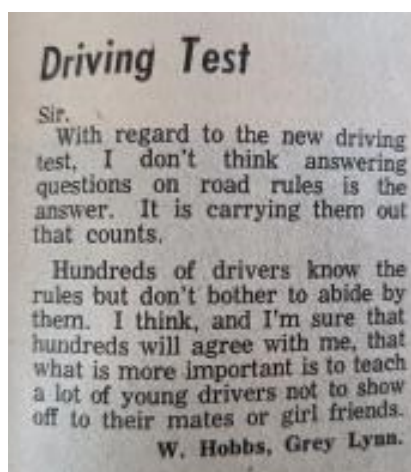 Driving Test
Sir.
With regard to the new driving
test, I don't think answering
questions on road rules is the
answer. It is carrying them out
that counts.
Hundreds of drivers know the
rules but don't bother to abide by
them. I think, and I'm sure that
hundreds will agree with me, that
what is more important is to teach
a lot of young drivers not to show
off to their mates or girl friends.
W. Hobbs, Grey Lynn.